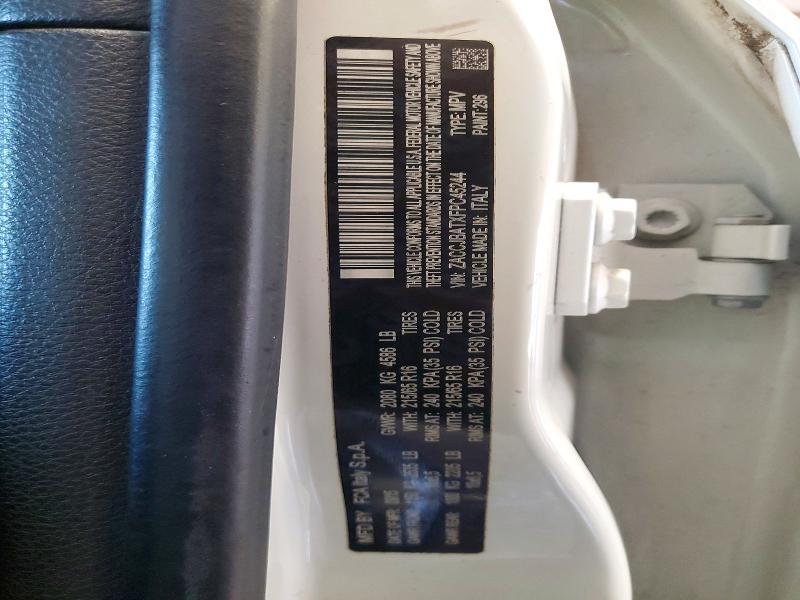 MFD BY FCA Italy S.p.A.
GVWR: 2080 KG 4586 LB
WITH: 215/65 R16 TIRES
RIMS AT: 240 KPA(35 PSI) COLD
KG 2205 LB WITH: 215/65 R16 TIRES
RIMS AT: 240 KPA(35 PSI) COLD
THIS VEHICLE CONFORMS TO ALL APPLICABLE U.S.A. FEDERAL MOTOR VEHICLE SAFETY AND
THEFT PREVENTION STANDARDS IN EFFECT ON THE DATE OF MANUFACTURE SHOWN ABOVE
VIN: ZACCJBATXFPC45244 TYPE: MPV
VEHICLE MADE IN: ITALY PAINT: 296